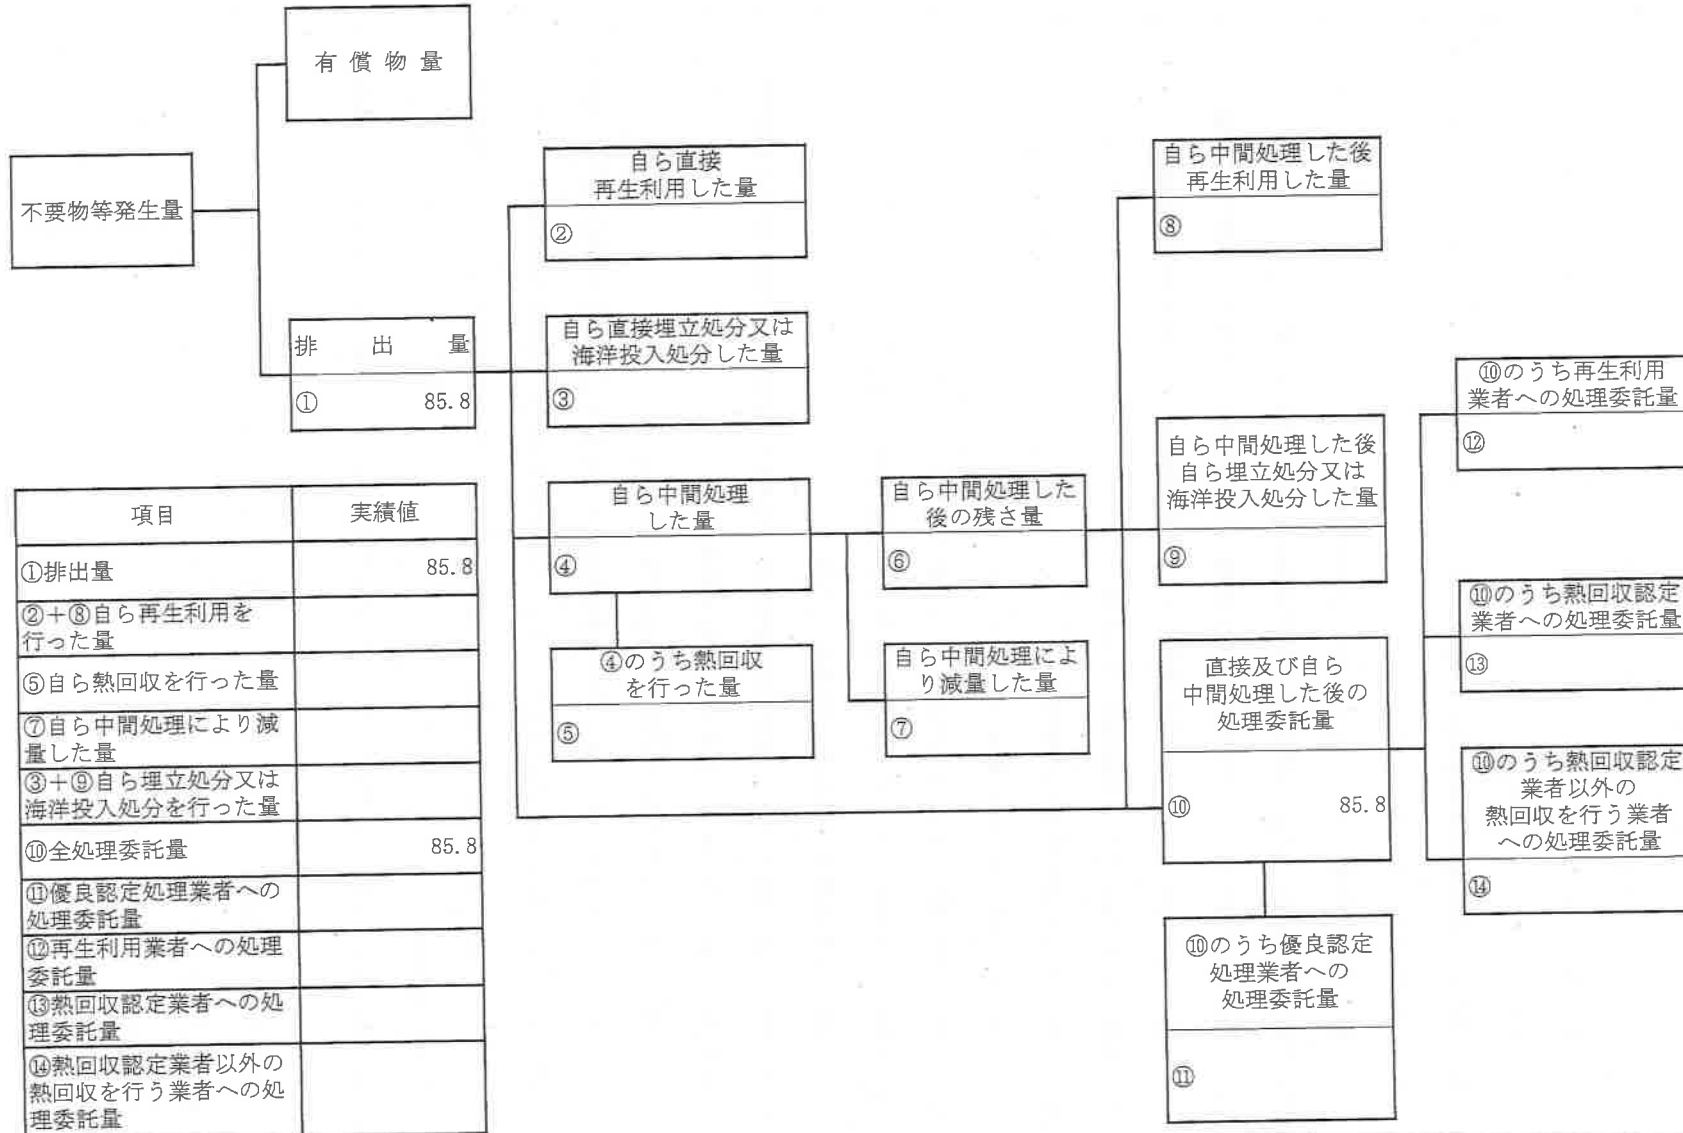 有償物量
不要物等発生量
排出量
① 85.8
自ら直接
再生利用した量
②
自ら直接埋立処分又は
海洋投入処分した量
③
自ら中間処理
した量
④
④のうち熱回収
を行った量
⑤
自ら中間処理した
後の残さ量
⑥
自ら中間処理によ
り減量した量
⑦
自ら中間処理した後
再生利用した量
⑧
自ら中間処理した後
自ら埋立処分又は
海洋投入処分した量
⑨
直接及び自ら
中間処理した後の
処理委託量
⑩ 85.8
⑩のうち優良認定
処理業者への
処理委託量
⑪
⑩のうち再生利用
業者への処理委託量
⑫
⑩のうち熱回収認定
業者への処理委託量
⑬
⑩のうち熱回収認定
業者以外の
熱回収を行う業者
への処理委託量
⑭
項目 実績値
①排出量 85.8
②+⑧自ら再生利用を
行った量
⑤自ら熱回収を行った量
⑦自ら中間処理により減
量した量
③+⑨自ら埋立処分又は
海洋投入処分を行った量
⑩全処理委託量 85.8
⑪優良認定処理業者への
処理委託量
⑫再生利用業者への処理
委託量
⑬熱回収認定業者への処
理委託量
⑭熱回収認定業者以外の
熱回収を行う業者への処
理委託量